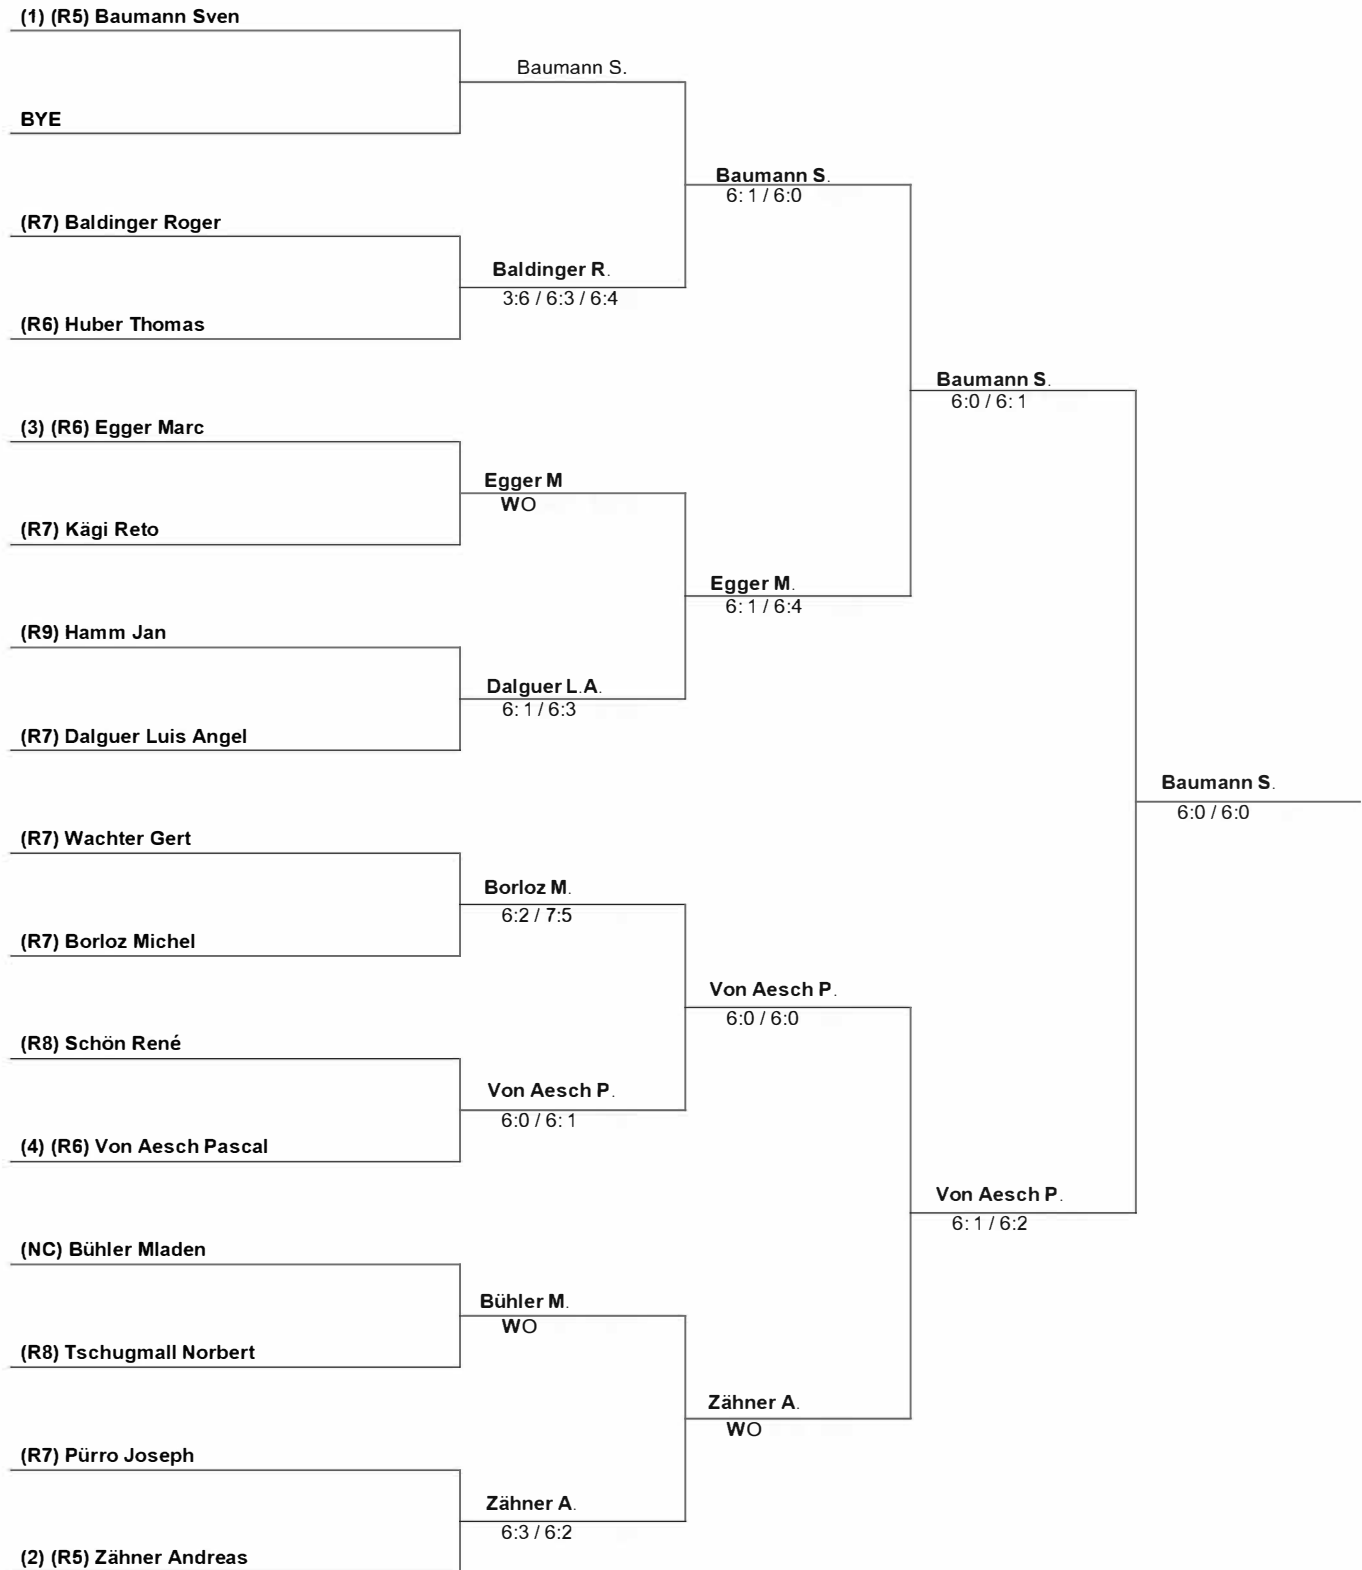 (1) (R5) Baumann Sven
Baumann S.
BYE
Baumann S.
6:1 / 6:0
(R7) Baldinger Roger
Baldinger R.
3:6 / 6:3 / 6:4
(R6) Huber Thomas
Baumann S.
6:0 / 6:1
(3) (R6) Egger Marc
Egger M
WO
(R7) Kägi Reto
Egger M.
6:1 / 6:4
(R9) Hamm Jan
Dalguer L.A.
6:1 / 6:3
(R7) Dalguer Luis Angel
Baumann S.
6:0 / 6:0
(R7) Wachter Gert
Borloz M.
6:2 / 7:5
(R7) Borloz Michel
Von Aesch P.
6:0 / 6:0
(R8) Schön René
Von Aesch P.
6:0 / 6:1
(4) (R6) Von Aesch Pascal
Von Aesch P.
6:1 / 6:2
(NC) Bühler Mladen
Bühler M.
WO
(R8) Tschugmall Norbert
Zähner A.
WO
(R7) Pürro Joseph
Zähner A.
6:3 / 6:2
(2) (R5) Zähner Andreas